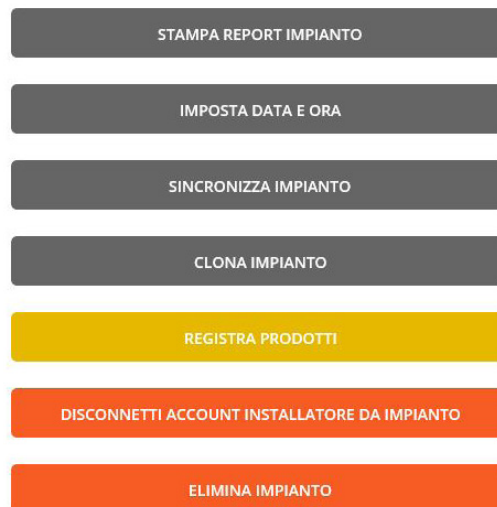 STAMPA REPORT IMPIANTO
IMPOSTA DATA E ORA
SINCRONIZZA IMPIANTO
CLONA IMPIANTO
REGISTRA PRODOTTI
DISCONNETTI ACCOUNT INSTALLATORE DA IMPIANTO
ELIMINA IMPIANTO